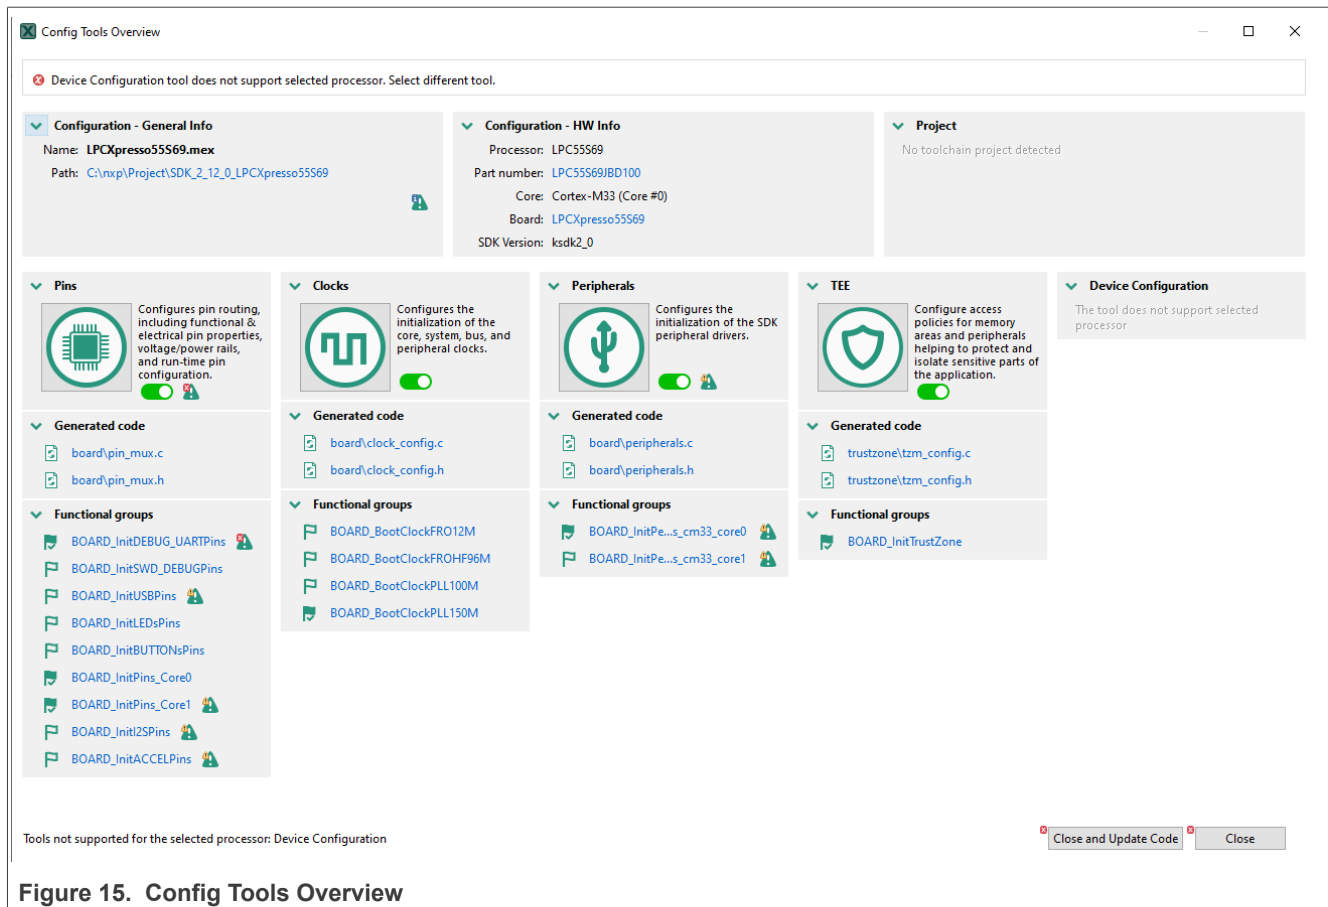 Config Tools Overview
Device Configuration tool does not support selected processor. Select different tool.
Configuration - General Info
Name: LPCXpresso55S69.mex
Path: C:\nxp\Project\SDK_2_12_0_LPCXpresso55S69
Configuration - HW Info
Processor: LPC55S69
Part number: LPC55S69JBD100
Core: Cortex-M33 (Core #0)
Board: LPCXpresso55S69
SDK Version: ksdk2_0
Project
No toolchain project detected
Pins
Configures pin routing,
including functional &
electrical pin properties,
voltage/power rails,
and run-time pin
configuration.
Generated code
board\pin_mux.c
board\pin_mux.h
Functional groups
BOARD_InitDEBUG_UARTPins
BOARD_InitSWD_DEBUGPins
BOARD_InitUSBPins
BOARD_InitLEDsPins
BOARD_InitBUTTONsPins
BOARD_InitPins_Core0
BOARD_InitPins_Core1
BOARD_InitI2SPins
BOARD_InitACCELPins
Clocks
Configures the
initialization of the
core, system, bus, and
peripheral clocks.
Generated code
board\clock_config.c
board\clock_config.h
Functional groups
BOARD_BootClockFRO12M
BOARD_BootClockFROHF96M
BOARD_BootClockPLL100M
BOARD_BootClockPLL150M
Peripherals
Configures the
initialization of the SDK
peripheral drivers.
Generated code
board\peripherals.c
board\peripherals.h
Functional groups
BOARD_InitPe...s_cm33_core0
BOARD_InitPe...s_cm33_core1
TEE
Configure access
policies for memory
areas and peripherals
helping to protect and
isolate sensitive parts of
the application.
Generated code
trustzone\tzm_config.c
trustzone\tzm_config.h
Functional groups
BOARD_InitTrustZone
Device Configuration
The tool does not support selected
processor
Tools not supported for the selected processor: Device Configuration
Close and Update Code
Close
Figure 15. Config Tools Overview